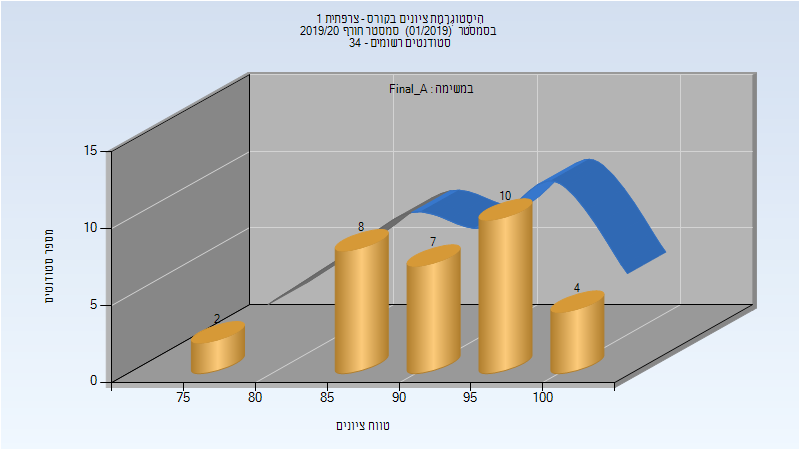 היסטוגרמת ציונים בקורס - צרפתית 1
בסמסטר (01/2019) סמסטר חורף 2019/20
סטודנטים רשומים - 34
במשימה : Final_A
15
10
5
0
מספר סטודנטים
2
8
7
10
4
75
80
85
90
95
100
טווח ציונים